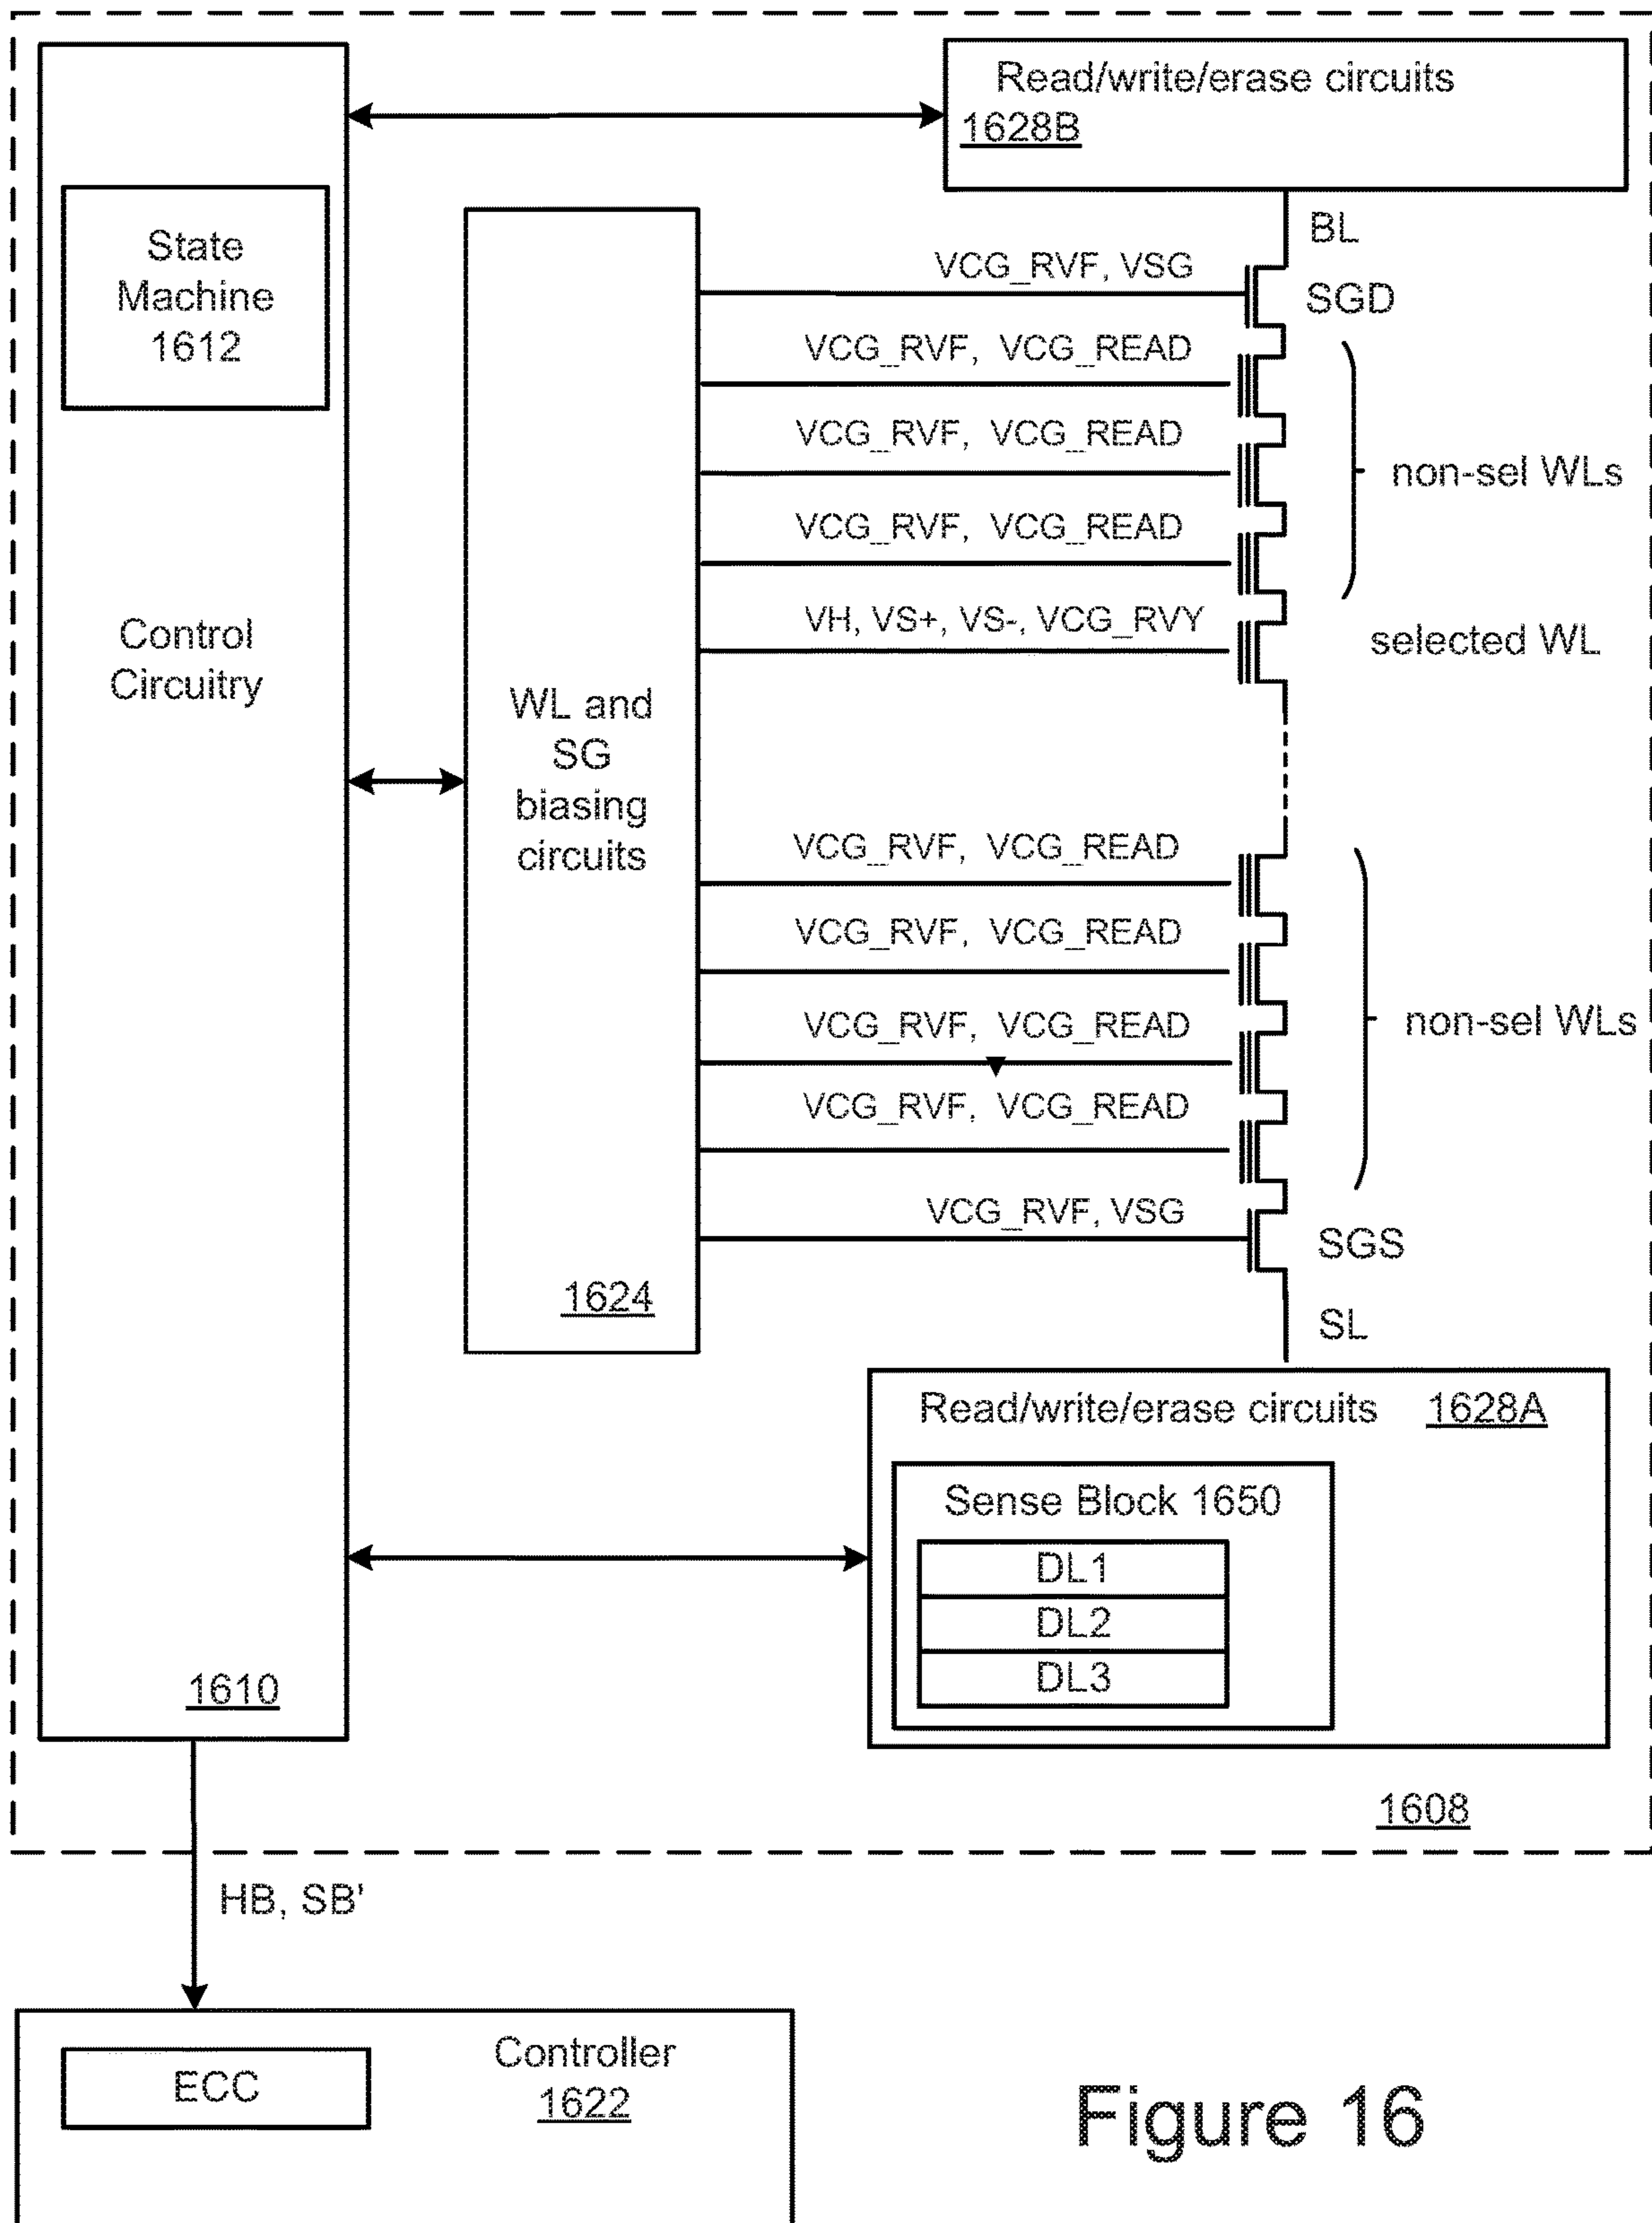 Read/write/erase circuits
1628B
State
Machine
1612
BL
VCG_RVF, VSG
SGD
VCG_RVF, VCG_READ
VCG_RVF, VCG_READ
non-sel WLs
VCG_RVF, VCG_READ
VH, VS+, VS-, VCG_RVY
selected WL
Control
Circuitry
WL and
SG
biasing
circuits
VCG_RVF, VCG_READ
VCG_RVF, VCG_READ
VCG_RVF, VCG_READ
non-sel WLs
VCG_RVF, VCG_READ
VCG_RVF, VSG
SGS
1624
SL
Read/write/erase circuits 1628A
Sense Block 1650
DL1
DL2
DL3
1610
1608
HB, SB'
Controller
1622
ECC
Figure 16